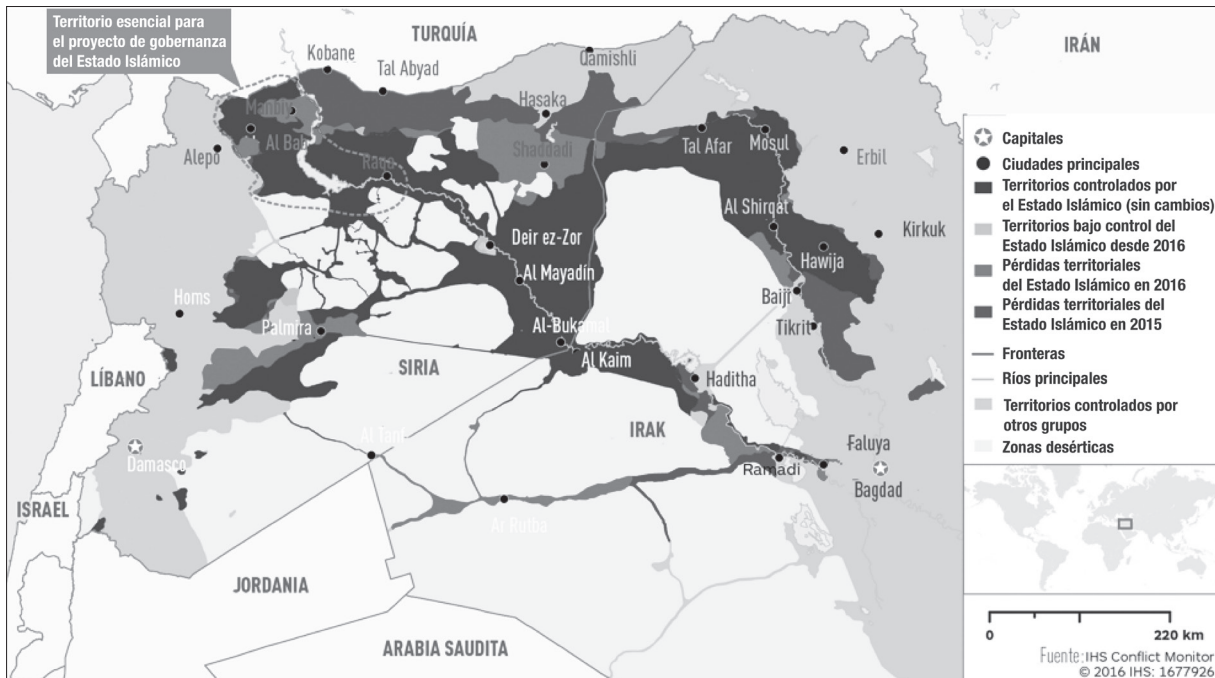 Territorio esencial para
el proyecto de gobernanza
del Estado Islámico
TURQUÍA
IRÁN
Kobane
Tal Abyad
Qamishli
Hasaka
Alepo
Al Bab
Raqa
Shaddadi
Tal Afar
Mosul
Erbil
Al Shirqat
Kirkuk
Hawija
Deir ez-Zor
Al Mayadín
Baiji
Homs
Palmira
Tikrit
Al-Bukamal
Al Kaim
SIRIA
Haditha
LÍBANO
IRAK
Faluya
Al Tanf
Ramadi
Damasco
Bagdad
ISRAEL
Ar Rutba
JORDANIA
ARABIA SAUDITA
Capitales
Ciudades principales
Territorios controlados por
el Estado Islámico (sin cambios)
Territorios bajo control del
Estado Islámico desde 2016
Pérdidas territoriales
del Estado Islámico en 2016
Pérdidas territoriales del
Estado Islámico en 2015
Fronteras
Ríos principales
Territorios controlados por
otros grupos
Zonas desérticas
0 220 km
Fuente: IHS Conflict Monitor
© 2016 IHS: 1677926